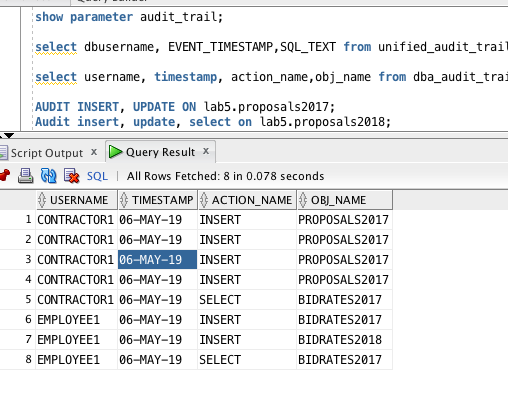 show parameter audit_trail;
select dbusername, EVENT_TIMESTAMP,SQL_TEXT from unified_audit_trail
select username, timestamp, action_name,obj_name from dba_audit_trai
AUDIT INSERT, UPDATE ON lab5.proposals2017;
Audit insert, update, select on lab5.proposals2018;
Script Output x Query Result x
SQL | All Rows Fetched: 8 in 0.078 seconds
USERNAME TIMESTAMP ACTION_NAME OBJ_NAME
1 CONTRACTOR1 06-MAY-19 INSERT PROPOSALS2017
2 CONTRACTOR1 06-MAY-19 INSERT PROPOSALS2017
3 CONTRACTOR1 06-MAY-19 INSERT PROPOSALS2017
4 CONTRACTOR1 06-MAY-19 INSERT PROPOSALS2017
5 CONTRACTOR1 06-MAY-19 SELECT BIDRATES2017
6 EMPLOYEE1 06-MAY-19 INSERT BIDRATES2017
7 EMPLOYEE1 06-MAY-19 INSERT BIDRATES2018
8 EMPLOYEE1 06-MAY-19 SELECT BIDRATES2017